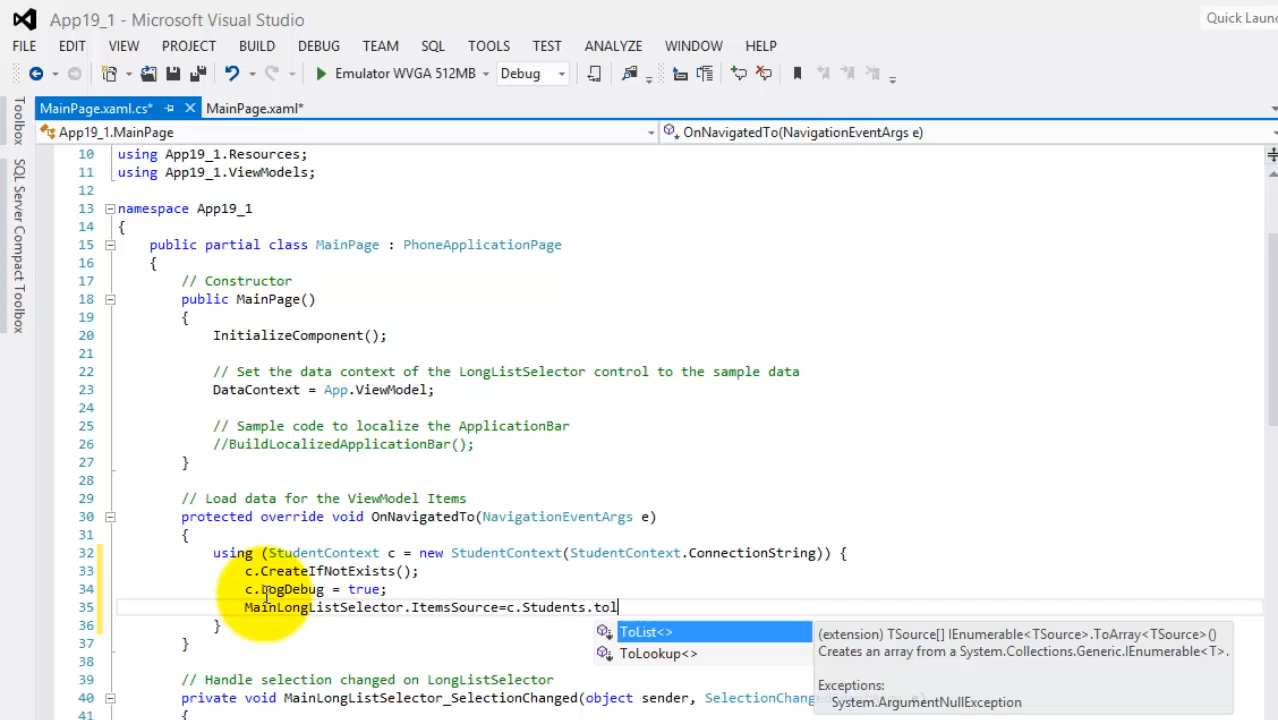 App19_1 - Microsoft Visual Studio
Quick Laun
FILE EDIT VIEW PROJECT BUILD DEBUG TEAM SQL TOOLS TEST ANALYZE WINDOW HELP
Emulator WVGA 512MB Debug
MainPage.xaml.cs* MainPage.xaml*
App19_1.MainPage OnNavigatedTo(NavigationEventArgs e)
Toolbox
SQL Server Compact Toolbox
10 using App19_1.Resources;
11 using App19_1.ViewModels;
12
13 namespace App19_1
14 {
15 public partial class MainPage : PhoneApplicationPage
16 {
17 // Constructor
18 public MainPage()
19 {
20 InitializeComponent();
21
22 // Set the data context of the LongListSelector control to the sample data
23 DataContext = App.ViewModel;
24
25 // Sample code to localize the ApplicationBar
26 //BuildLocalizedApplicationBar();
27 }
28
29 // Load data for the ViewModel Items
30 protected override void OnNavigatedTo(NavigationEventArgs e)
31 {
32 using (StudentContext c = new StudentContext(StudentContext.ConnectionString)) {
33 c.CreateIfNotExists();
34 c.LogDebug = true;
35 MainLongListSelector.ItemsSource=c.Students.tol
36 }
37 }
38
39 // Handle selection changed on LongListSelector
40 private void MainLongListSelector_SelectionChanged(object sender, SelectionChang
41 {
ToList<>
ToLookup<>
(extension) TSource[] IEnumerable<TSource>.ToArray<TSource>()
Creates an array from a System.Collections.Generic.IEnumerable<T>.
Exceptions:
System.ArgumentNullException